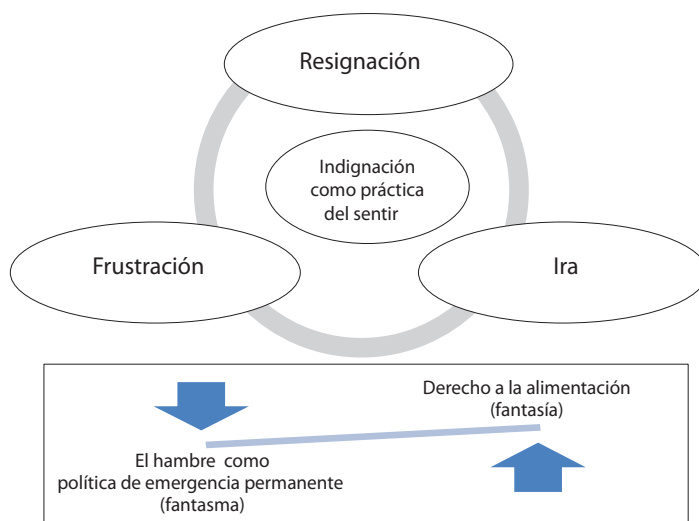 Resignación
Indignación
como práctica
del sentir
Frustración
Ira
Derecho a la alimentación
(fantasía)
El hambre como
política de emergencia permanente
(fantasma)